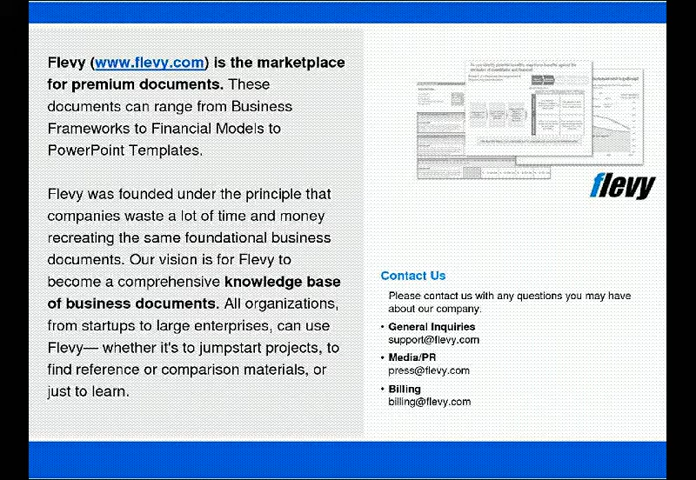 Flevy (www.flevy.com) is the marketplace
for premium documents. These
documents can range from Business
Frameworks to Financial Models to
PowerPoint Templates.
Flevy was founded under the principle that
companies waste a lot of time and money
recreating the same foundational business
documents. Our vision is for Flevy to
become a comprehensive knowledge base
of business documents. All organizations,
from startups to large enterprises, can use
Flevy— whether it's to jumpstart projects, to
find reference or comparison materials, or
just to learn.
flevy
Contact Us
Please contact us with any questions you may have
about our company.
• General Inquiries
support@flevy.com
• Media/PR
press@flevy.com
• Billing
billing@flevy.com